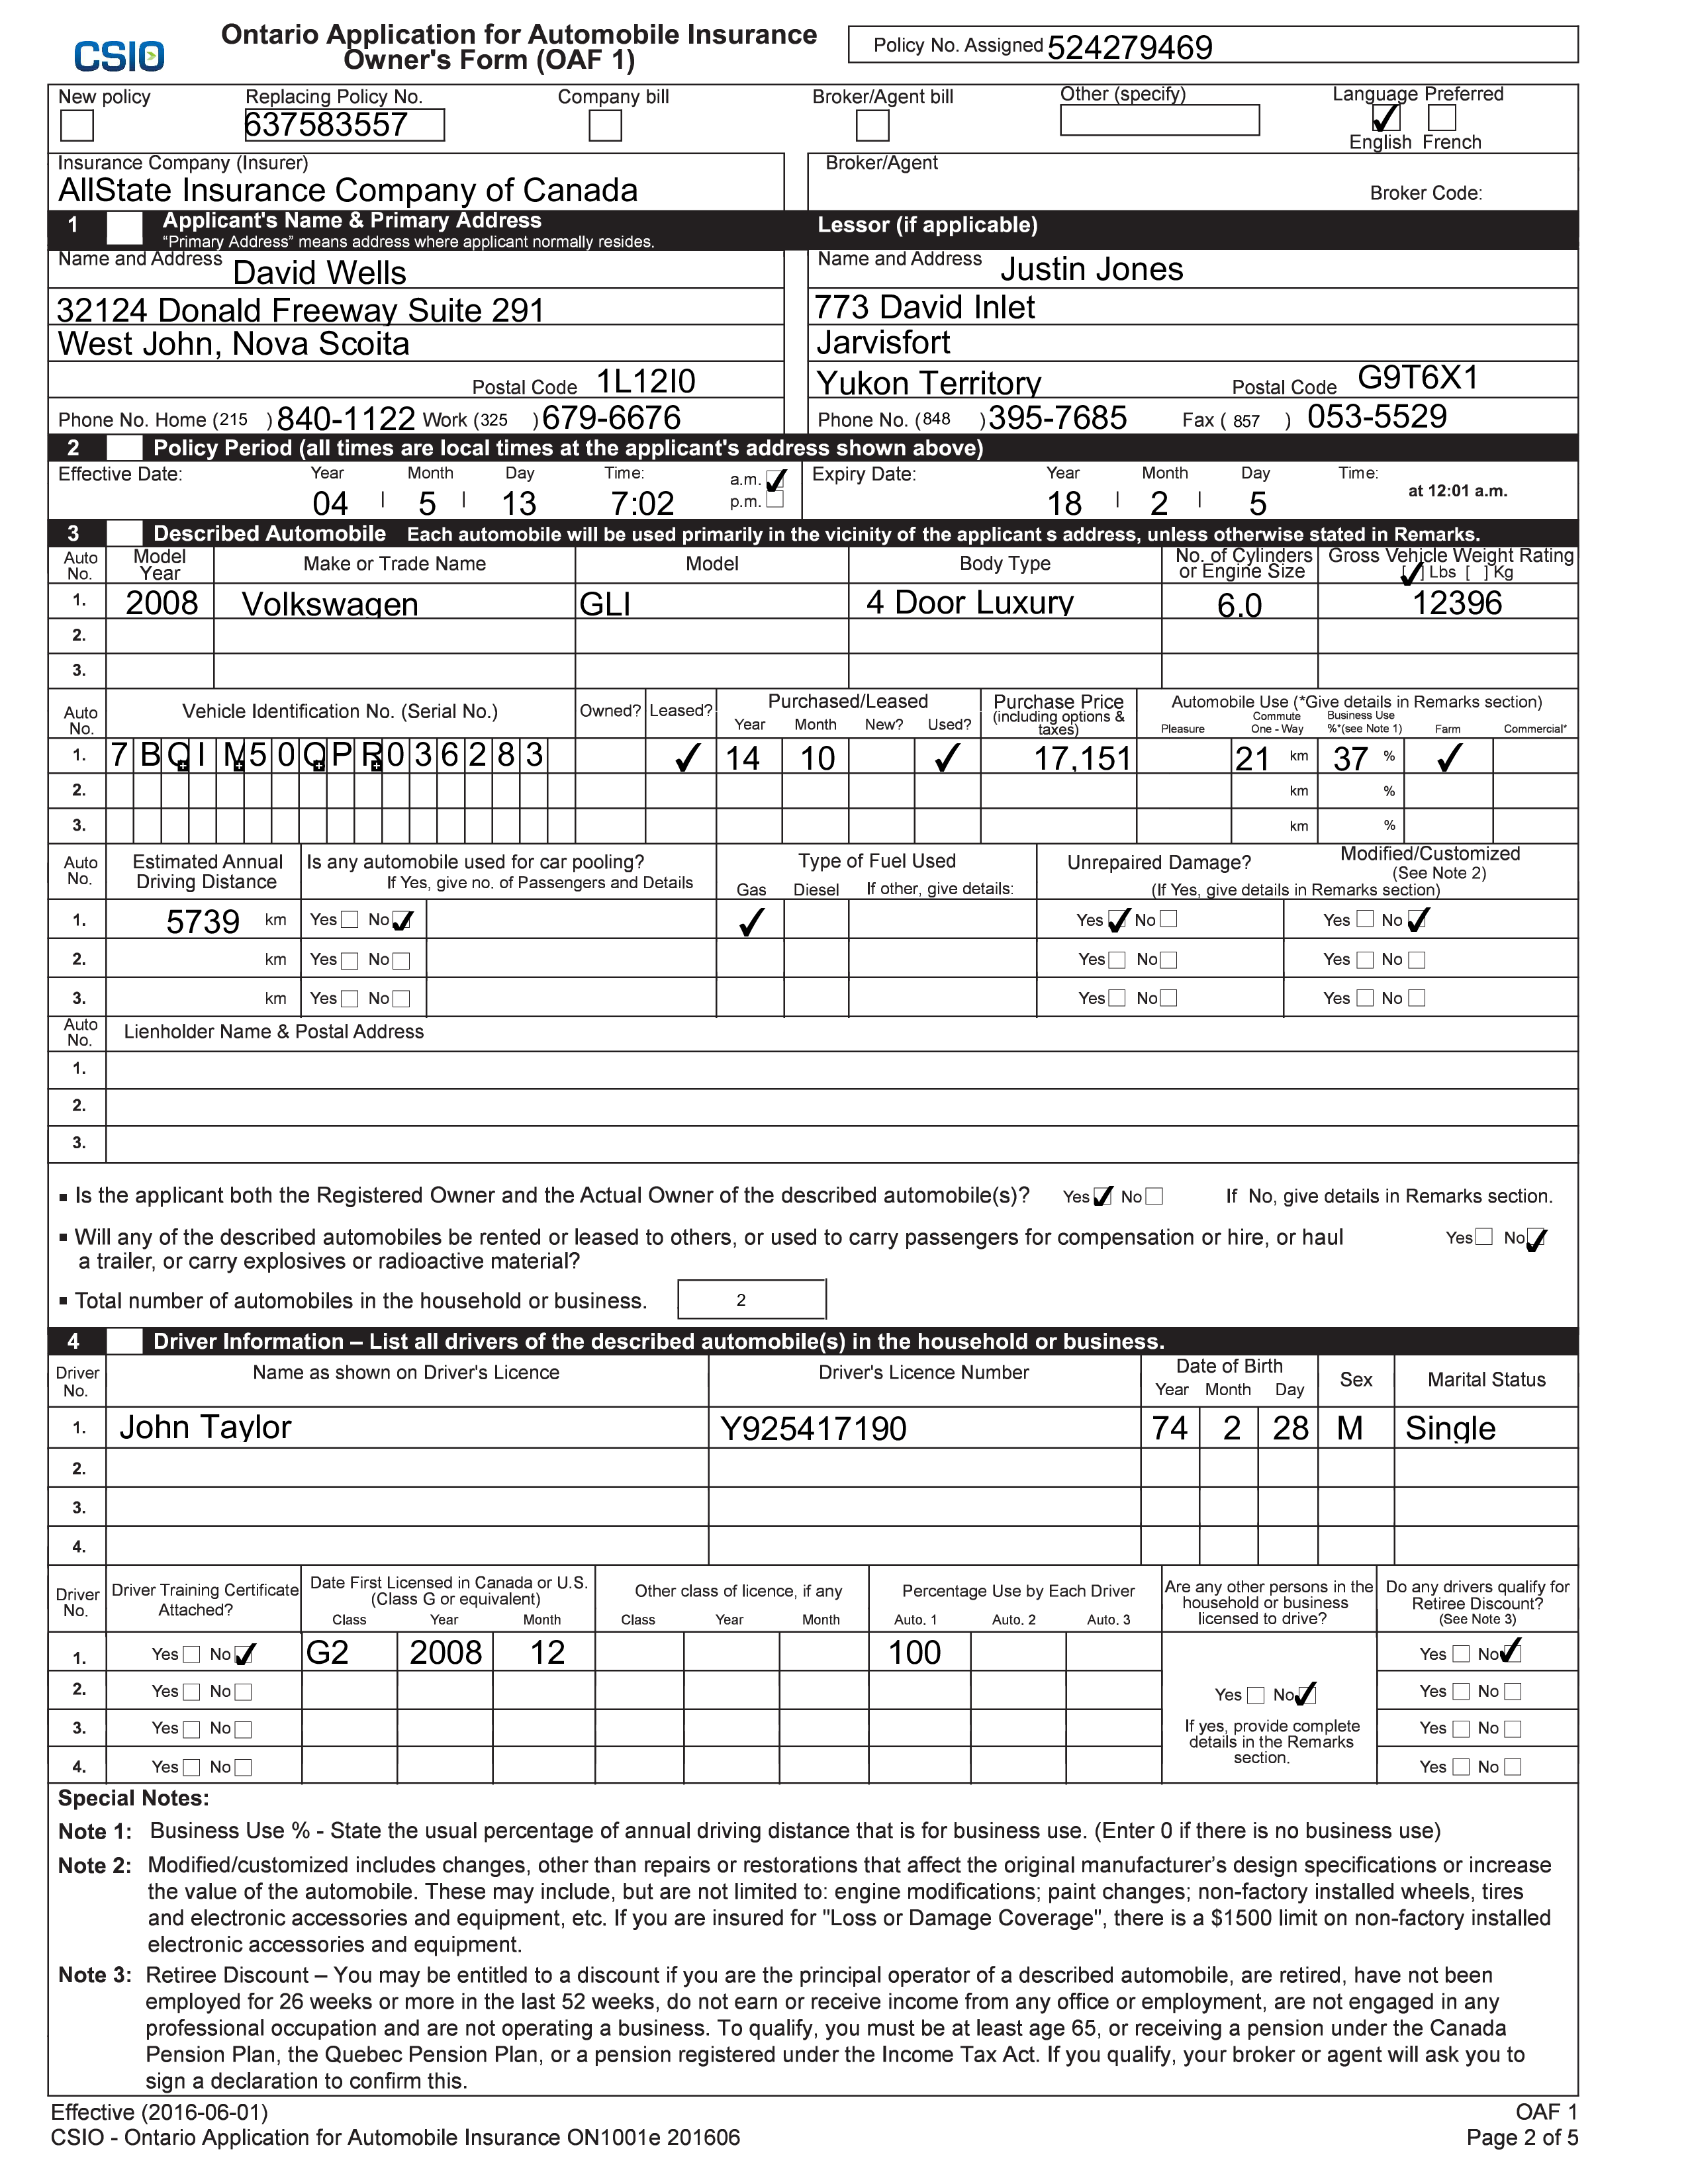 CSIO
Ontario Application for Automobile Insurance
Owner's Form (OAF 1)
Policy No. Assigned 524279469
New policy Replacing Policy No. Company bill Broker/Agent bill Other (specify) Language Preferred
637583557
English French
Insurance Company (Insurer) Broker/Agent
AllState Insurance Company of Canada Broker Code:
1 Applicant's Name & Primary Address Lessor (if applicable)
“Primary Address” means address where applicant normally resides.
Name and Address David Wells Name and Address Justin Jones
32124 Donald Freeway Suite 291 773 David Inlet
West John, Nova Scoita Jarvisfort
Postal Code 1L12I0 Yukon Territory Postal Code G9T6X1
Phone No. Home (215 ) 840-1122 Work (325 ) 679-6676 Phone No. (848 ) 395-7685 Fax ( 857 ) 053-5529
2 Policy Period (all times are local times at the applicant's address shown above)
Effective Date: Year Month Day Time: a.m. Expiry Date: Year Month Day Time:
04 5 13 7:02 p.m. 18 2 5 at 12:01 a.m.
3 Described Automobile Each automobile will be used primarily in the vicinity of the applicant s address, unless otherwise stated in Remarks.
Auto No. Model Year Make or Trade Name Model Body Type No. of Cylinders or Engine Size Gross Vehicle Weight Rating
[ ] Lbs [ ] Kg
1. 2008 Volkswagen GLI 4 Door Luxury 6.0 12396
2.
3.
Auto No. Vehicle Identification No. (Serial No.) Owned? Leased? Purchased/Leased Year Month New? Used? Purchase Price (including options & taxes) Automobile Use (*Give details in Remarks section) Pleasure Commute One - Way Business Use %*(see Note 1) Farm Commercial*
1. 7 B Q I M 5 0 Q P R 0 3 6 2 8 3 14 10 17,151 21 km 37 %
2. km %
3. km %
Auto No. Estimated Annual Driving Distance Is any automobile used for car pooling? If Yes, give no. of Passengers and Details Type of Fuel Used Gas Diesel If other, give details: Unrepaired Damage? Modified/Customized (See Note 2) (If Yes, give details in Remarks section)
1. 5739 km Yes No Yes No Yes No
2. km Yes No Yes No Yes No
3. km Yes No Yes No Yes No
Auto No. Lienholder Name & Postal Address
1.
2.
3.
▪ Is the applicant both the Registered Owner and the Actual Owner of the described automobile(s)? Yes No If No, give details in Remarks section.
▪ Will any of the described automobiles be rented or leased to others, or used to carry passengers for compensation or hire, or haul Yes No
a trailer, or carry explosives or radioactive material?
▪ Total number of automobiles in the household or business. 2
4 Driver Information – List all drivers of the described automobile(s) in the household or business.
Driver No. Name as shown on Driver's Licence Driver's Licence Number Date of Birth Year Month Day Sex Marital Status
1. John Taylor Y925417190 74 2 28 M Single
2.
3.
4.
Driver No. Driver Training Certificate Attached? Date First Licensed in Canada or U.S. (Class G or equivalent) Class Year Month Other class of licence, if any Class Year Month Percentage Use by Each Driver Auto. 1 Auto. 2 Auto. 3 Are any other persons in the household or business licensed to drive? Do any drivers qualify for Retiree Discount? (See Note 3)
1. Yes No G2 2008 12 100 Yes No
2. Yes No Yes No Yes No
3. Yes No If yes, provide complete details in the Remarks section. Yes No
4. Yes No Yes No
Special Notes:
Note 1: Business Use % - State the usual percentage of annual driving distance that is for business use. (Enter 0 if there is no business use)
Note 2: Modified/customized includes changes, other than repairs or restorations that affect the original manufacturer’s design specifications or increase
the value of the automobile. These may include, but are not limited to: engine modifications; paint changes; non-factory installed wheels, tires
and electronic accessories and equipment, etc. If you are insured for "Loss or Damage Coverage", there is a $1500 limit on non-factory installed
electronic accessories and equipment.
Note 3: Retiree Discount – You may be entitled to a discount if you are the principal operator of a described automobile, are retired, have not been
employed for 26 weeks or more in the last 52 weeks, do not earn or receive income from any office or employment, are not engaged in any
professional occupation and are not operating a business. To qualify, you must be at least age 65, or receiving a pension under the Canada
Pension Plan, the Quebec Pension Plan, or a pension registered under the Income Tax Act. If you qualify, your broker or agent will ask you to
sign a declaration to confirm this.
Effective (2016-06-01) OAF 1
CSIO - Ontario Application for Automobile Insurance ON1001e 201606 Page 2 of 5